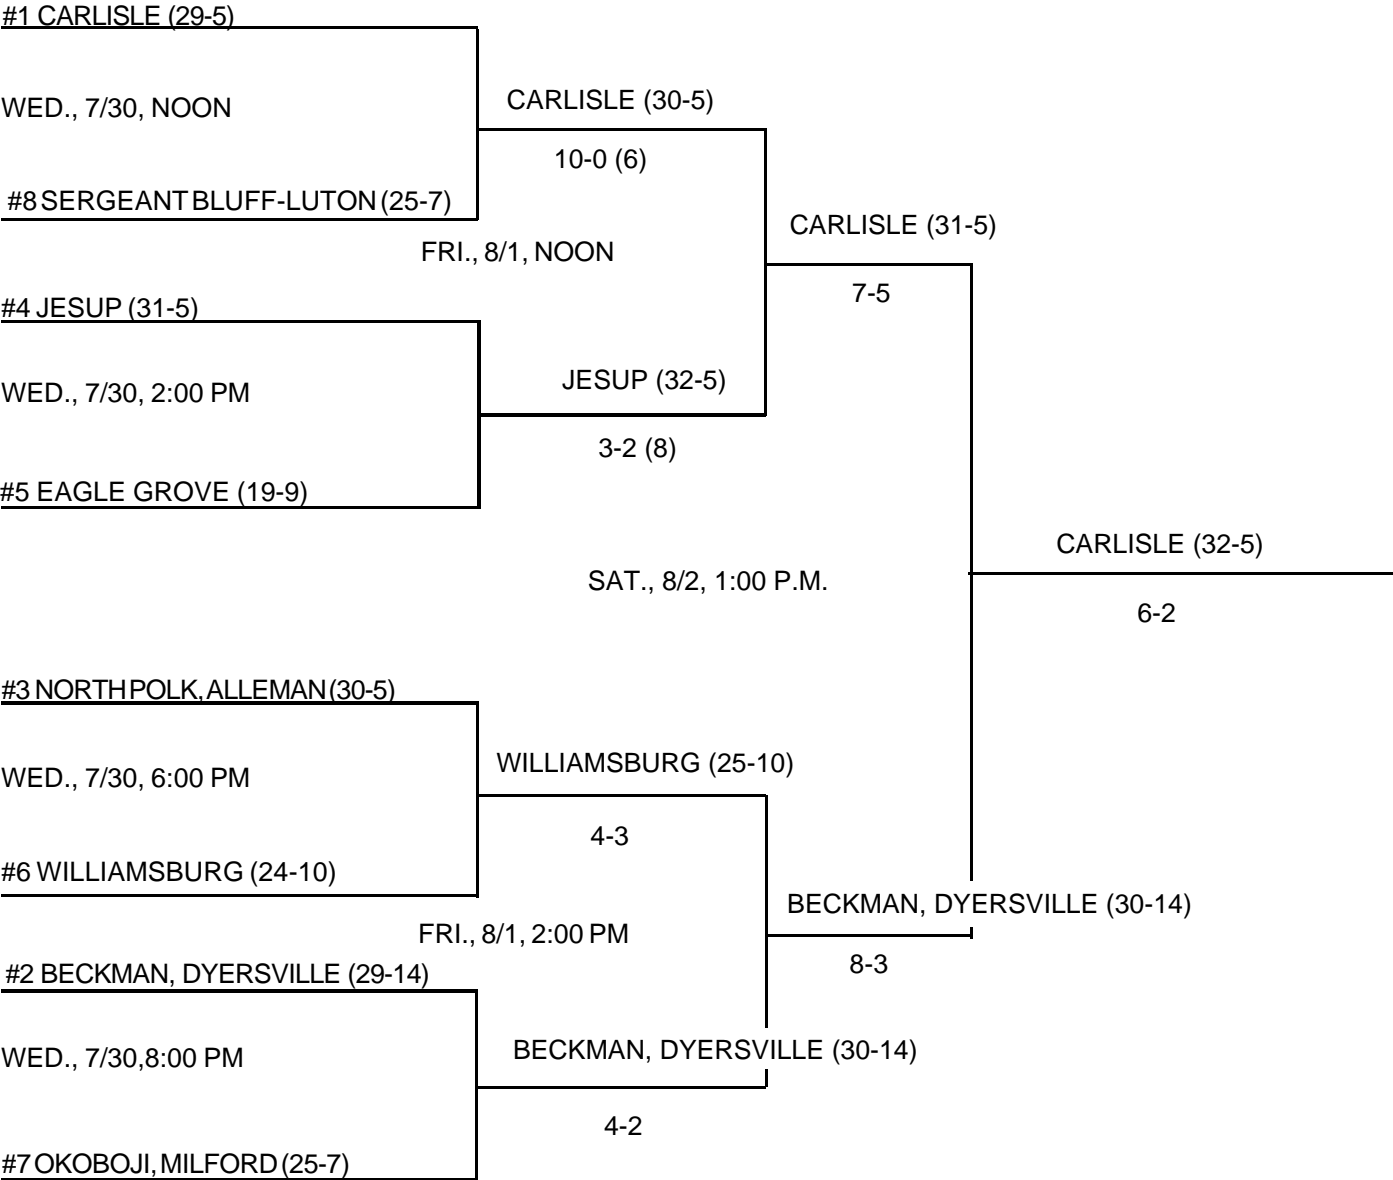 #1 CARLISLE (29-5)
WED., 7/30, NOON
CARLISLE (30-5)
10-0 (6)
#8 SERGEANT BLUFF-LUTON (25-7)
CARLISLE (31-5)
FRI., 8/1, NOON
7-5
#4 JESUP (31-5)
WED., 7/30, 2:00 PM
JESUP (32-5)
3-2 (8)
#5 EAGLE GROVE (19-9)
CARLISLE (32-5)
SAT., 8/2, 1:00 P.M.
6-2
#3 NORTH POLK, ALLEMAN (30-5)
WED., 7/30, 6:00 PM
WILLIAMSBURG (25-10)
4-3
#6 WILLIAMSBURG (24-10)
BECKMAN, DYERSVILLE (30-14)
FRI., 8/1, 2:00 PM
8-3
#2 BECKMAN, DYERSVILLE (29-14)
WED., 7/30,8:00 PM
BECKMAN, DYERSVILLE (30-14)
4-2
#7 OKOBOJI, MILFORD (25-7)